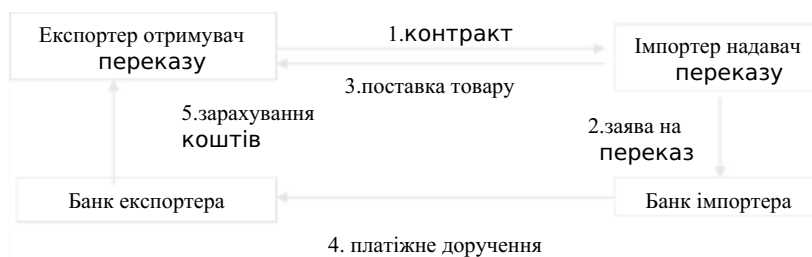 Експортер отримувач
переказу
1.контракт
Імпортер надавач
переказу
3.поставка товару
5.зарахування
коштів
2.заява на
переказ
Банк експортера
Банк імпортера
4. платіжне доручення